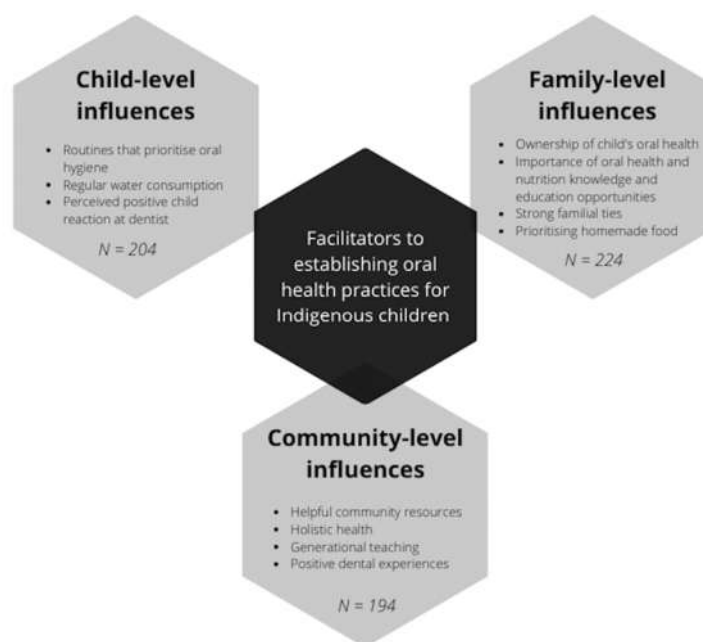 Child-level
influences
• Routines that prioritise oral
hygiene
• Regular water consumption
• Perceived positive child
reaction at dentist
N = 204
Family-level
influences
• Ownership of child's oral health
• Importance of oral health and
nutrition knowledge and
education opportunities
• Strong familial ties
• Prioritising homemade food
N = 224
Facilitators to
establishing oral
health practices for
Indigenous children
Community-level
influences
• Helpful community resources
• Holistic health
• Generational teaching
• Positive dental experiences
N = 194